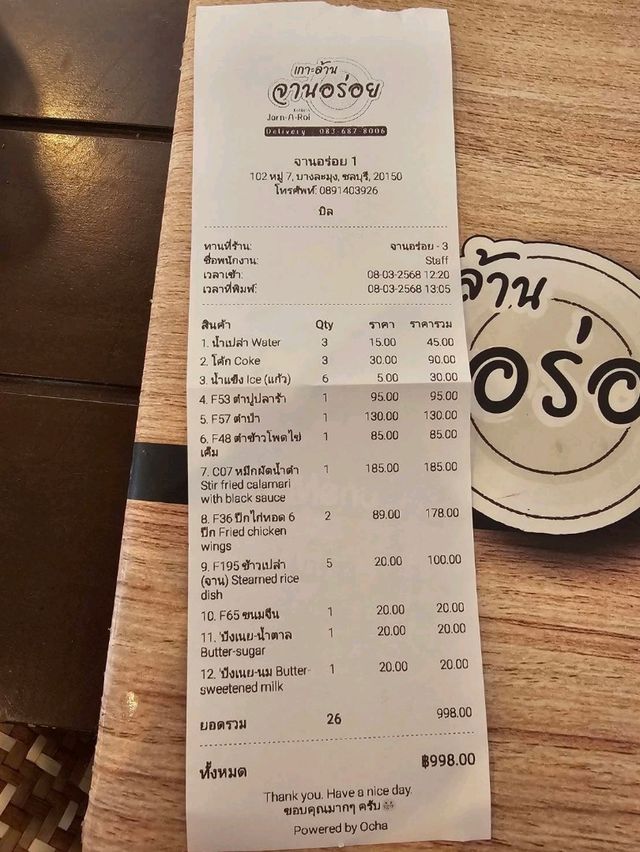 เกาะล้าน
จานอร่อย
Jarn-A-Roi
Delivery : 083-687-8006
จานอร่อย 1
102 หมู่ 7, บางละมุง, ชลบุรี, 20150
โทรศัพท์: 0891403926
บิล
ทานที่ร้าน: จานอร่อย - 3
ชื่อพนักงาน: Staff
เวลาเข้า: 08-03-2568 12:20
เวลาที่พิมพ์: 08-03-2568 13:05
สินค้า Qty ราคา ราคารวม
1. น้ำเปล่า Water 3 15.00 45.00
2. โค้ก Coke 3 30.00 90.00
3. น้ำแข็ง Ice (แก้ว) 6 5.00 30.00
4. F53 ตำปูปลาร้า 1 95.00 95.00
5. F57 ตำป่า 1 130.00 130.00
6. F48 ตำข้าวโพดไข่ 1 85.00 85.00
เค็ม
7. C07 หมึกผัดน้ำดำ 1 185.00 185.00
Stir fried calamari
with black sauce
8. F36 ปีกไก่ทอด 6 2 89.00 178.00
ปีก Fried chicken
wings
9. F195 ข้าวเปล่า 5 20.00 100.00
(จาน) Steamed rice
dish
10. F65 ขนมจีน 1 20.00 20.00
11. 'ปังเนย-น้ำตาล 1 20.00 20.00
Butter-sugar
12. 'ปังเนย-นม Butter- 1 20.00 20.00
sweetened milk
ยอดรวม 26 998.00
ทั้งหมด ฿998.00
Thank you. Have a nice day.
ขอบคุณมากๆ ครับ
Powered by Ocha
ล้าน
อร่อ